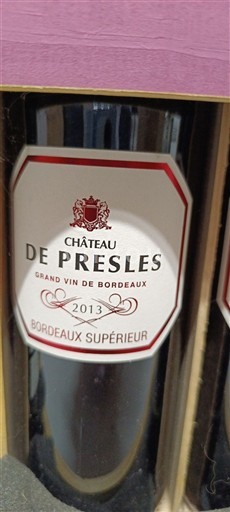 CHÂTEAU
DE PRESLES
GRAND VIN DE BORDEAUX
2013
BORDEAUX SUPÉRIEUR